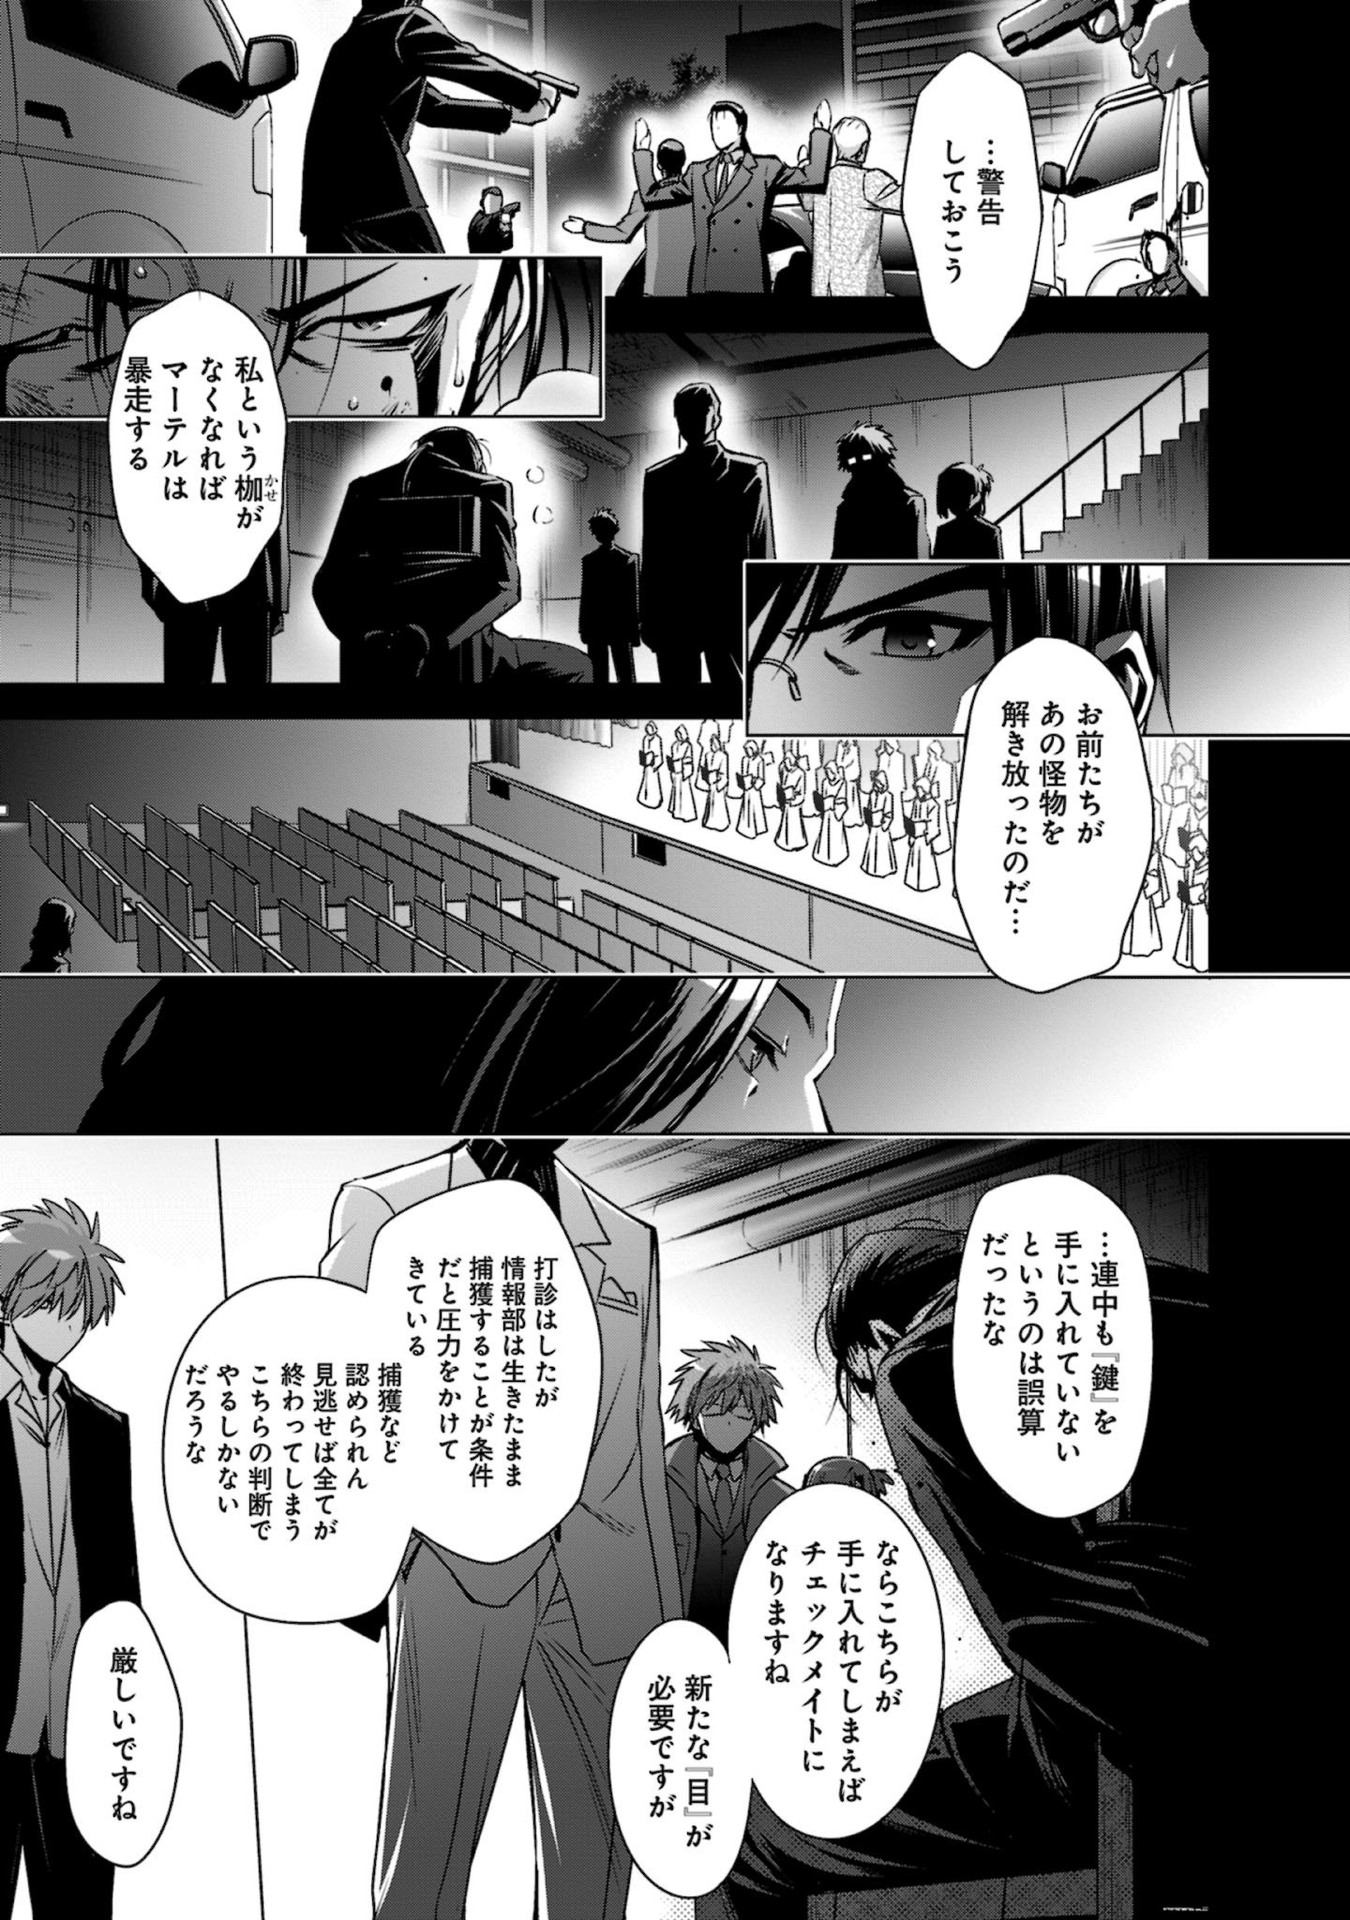 …警告
しておこう
私という枷が
かせ
なくなれば
マーテルは
暴走する
お前たちが
あの怪物を
解き放ったのだ…
…連中も『鍵』を
手に入れていない
というのは誤算
だったな
ならこちらが
手に入れてしまえば
チェックメイトに
なりますね
新たな『目』が
必要ですが
打診はしたが
情報部は生きたまま
捕獲することが条件
だと圧力をかけて
きている
捕獲など
認められん
見逃せば全てが
終わってしまう
こちらの判断で
やるしかない
だろうな
厳しいですね